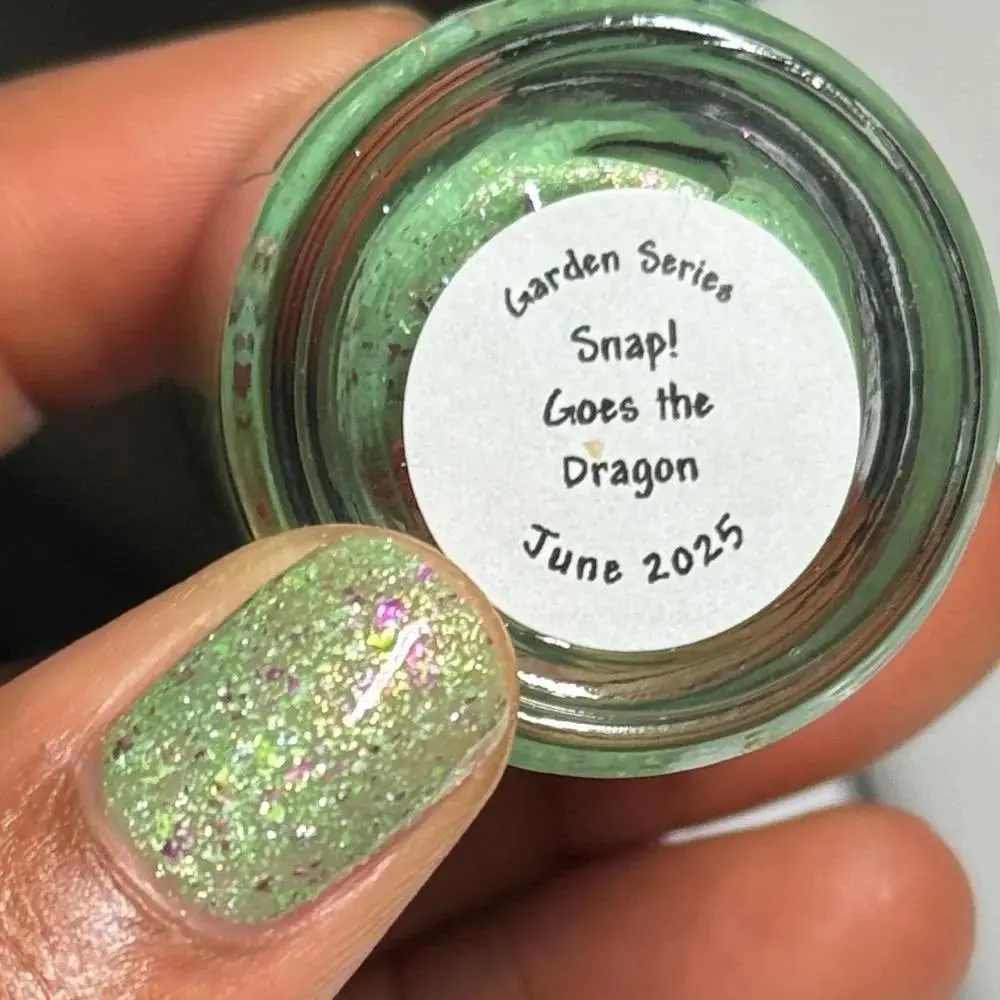 Garden Series
Snap!
Goes the
Dragon
June 2025